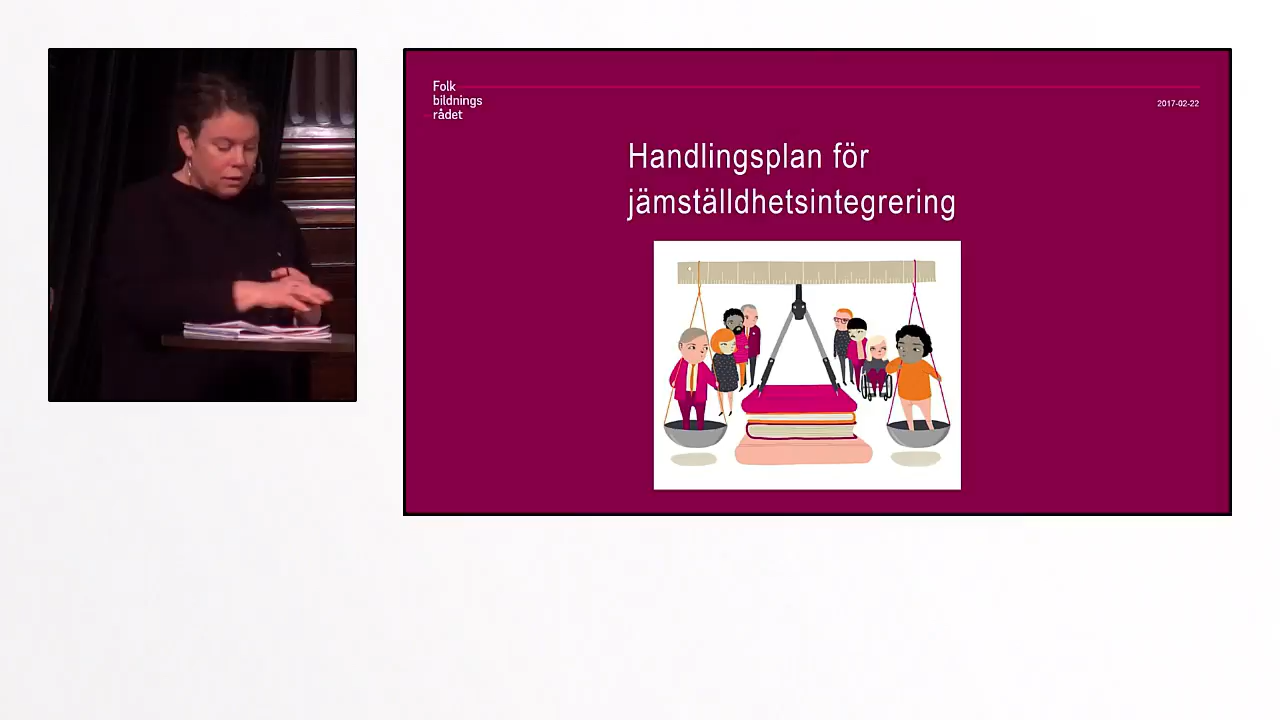 Folk
bildnings
rådet
2017-02-22
Handlingsplan för
jämställdhetsintegrering